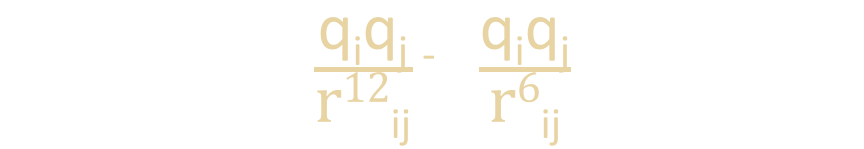 qᵢqⱼ / r¹²ᵢⱼ - qᵢqⱼ / r⁶ᵢⱼ